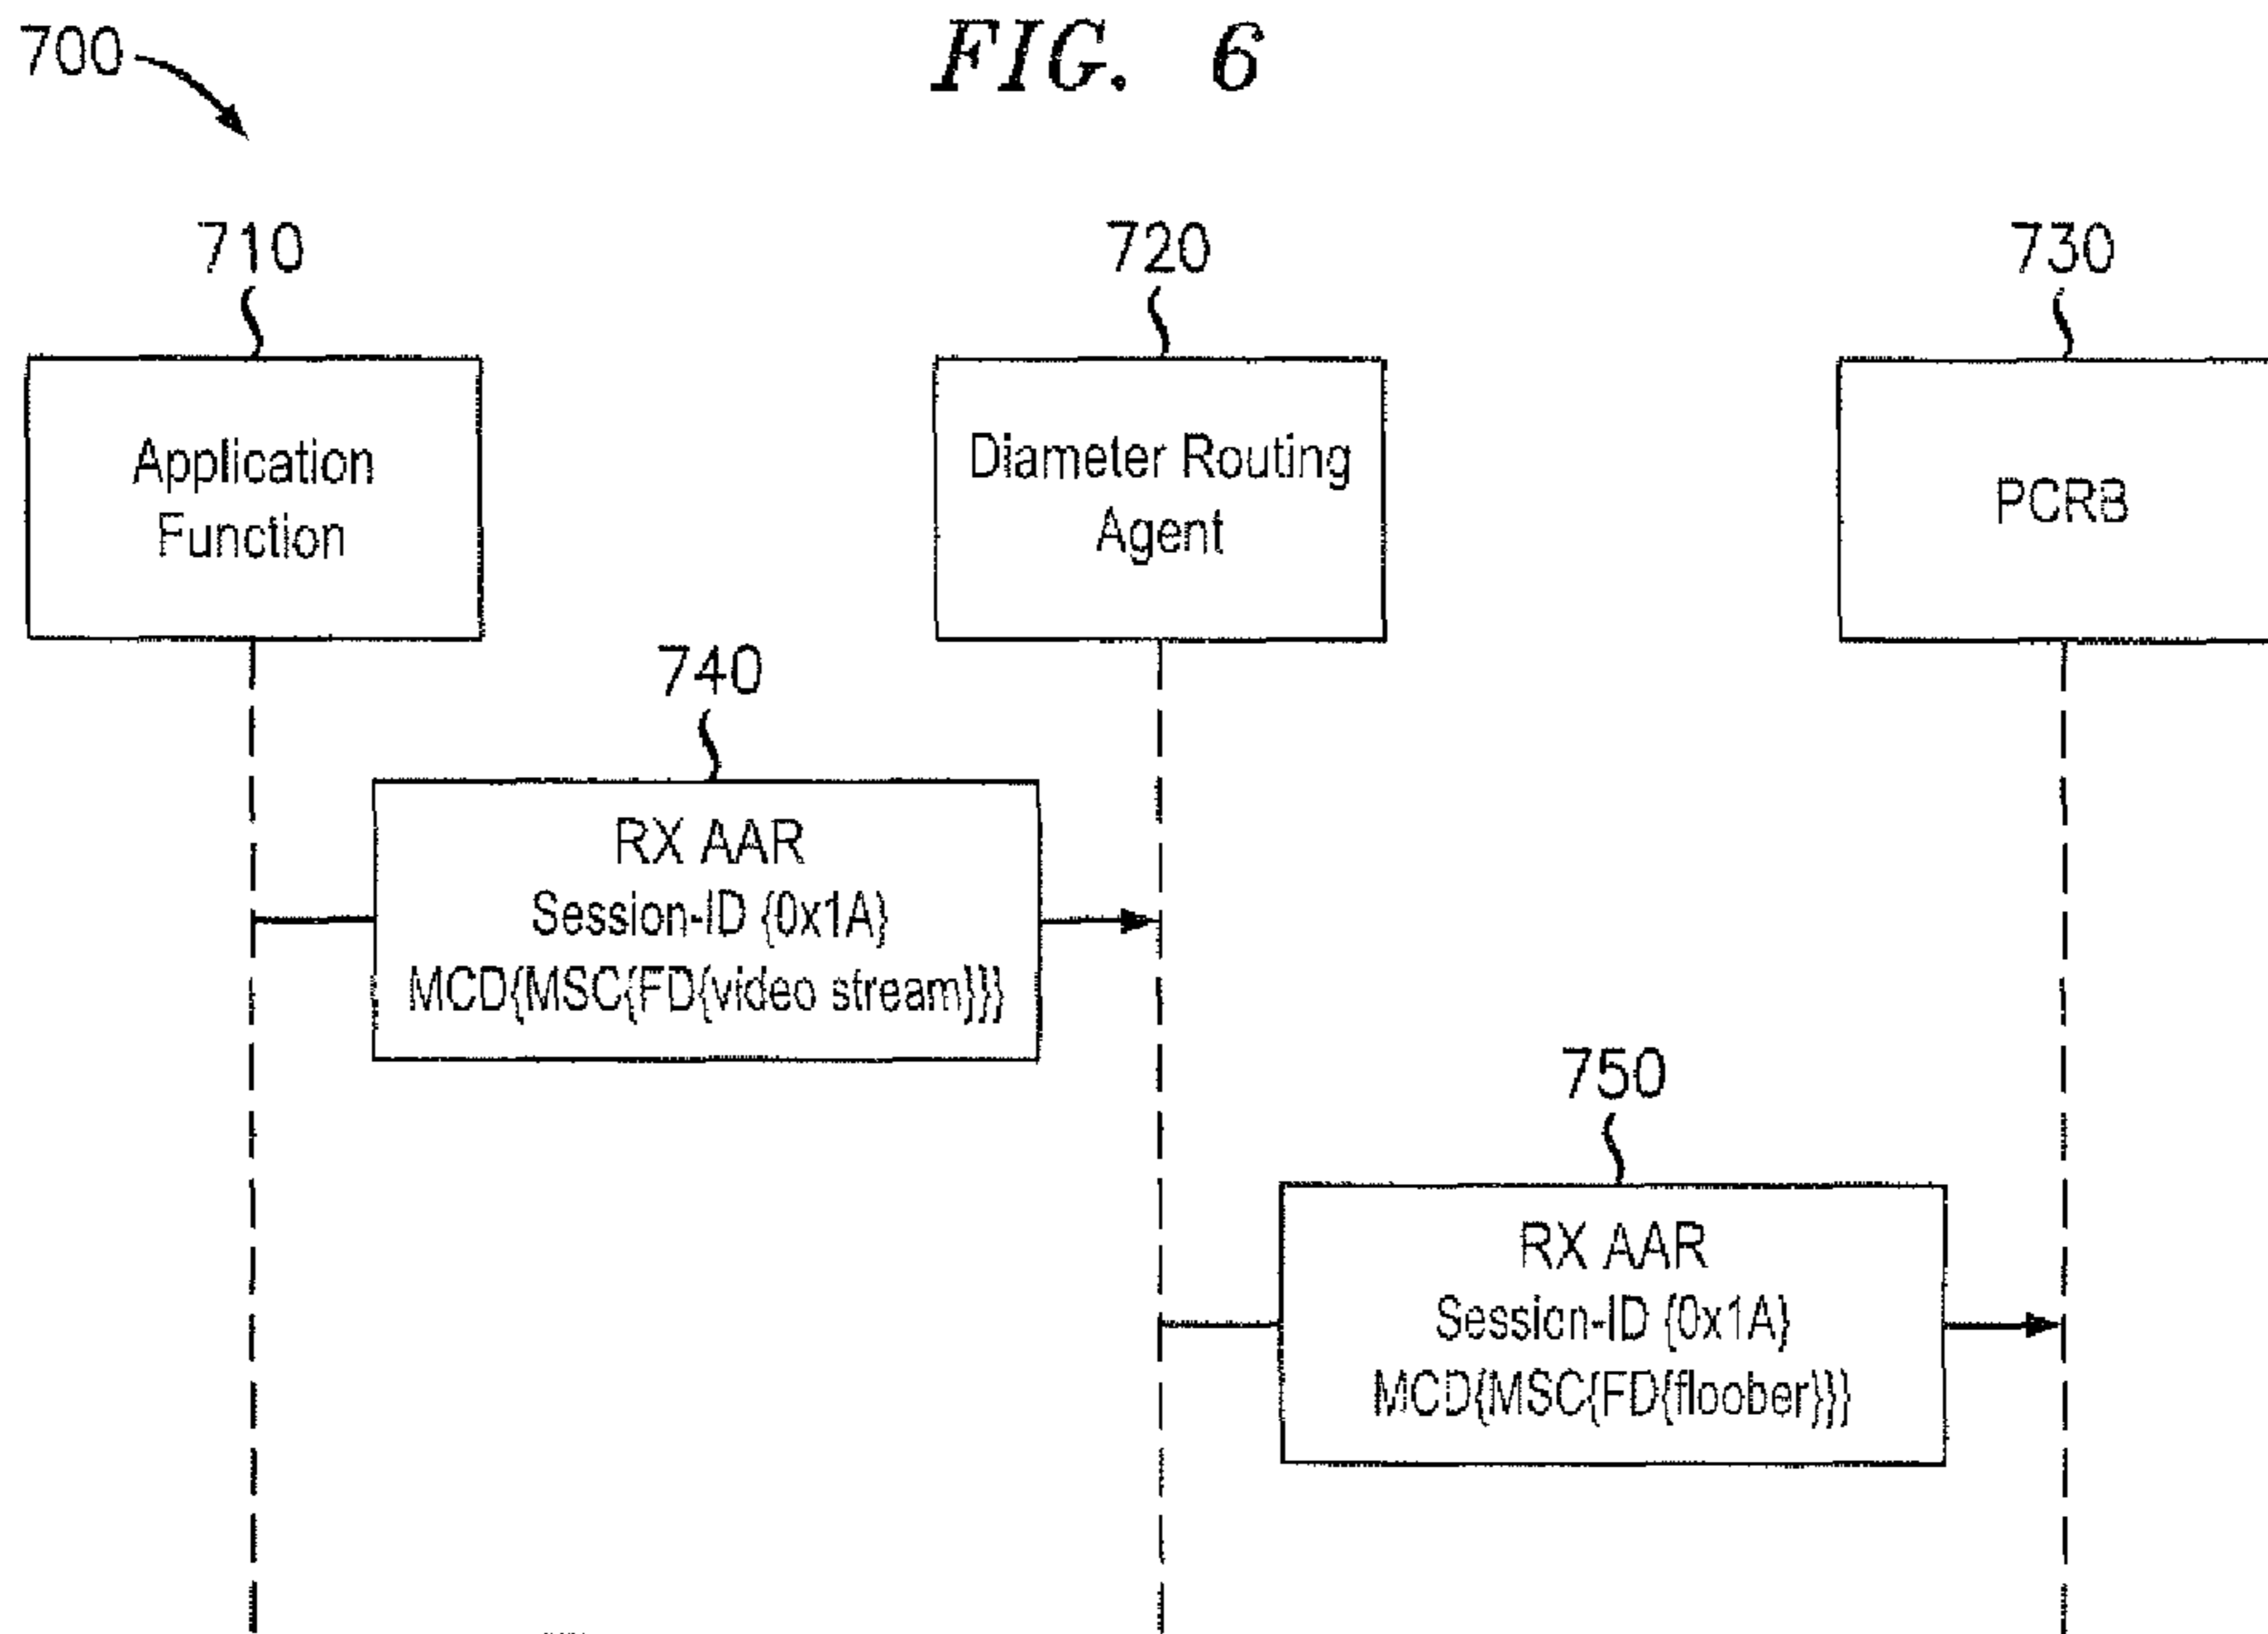 FIG. 6
700
710
720
730
Application
Function
Diameter Routing
Agent
PCRB
740
RX AAR
Session-ID {0x1A}
MCD{MSC{FD{video stream}}}
750
RX AAR
Session-ID {0x1A}
MCD{MSC{FD{floober}}}